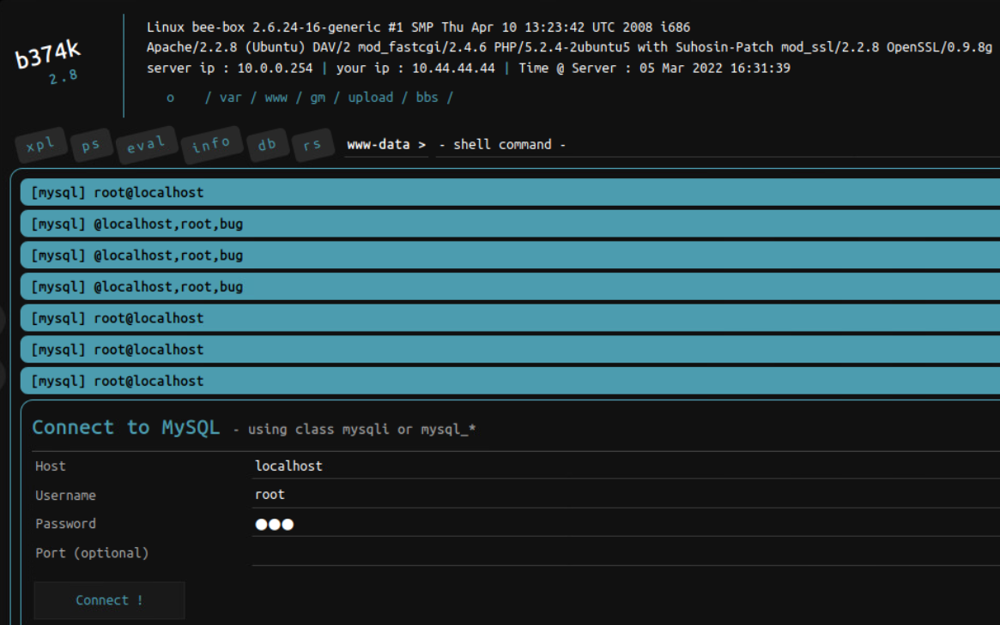 b374k
2.8
Linux bee-box 2.6.24-16-generic #1 SMP Thu Apr 10 13:23:42 UTC 2008 i686
Apache/2.2.8 (Ubuntu) DAV/2 mod_fastcgi/2.4.6 PHP/5.2.4-2ubuntu5 with Suhosin-Patch mod_ssl/2.2.8 OpenSSL/0.9.8g
server ip : 10.0.0.254 | your ip : 10.44.44.44 | Time @ Server : 05 Mar 2022 16:31:39
o / var / www / gm / upload / bbs /
xpl ps eval info db rs www-data > - shell command -
[mysql] root@localhost
[mysql] @localhost,root,bug
[mysql] @localhost,root,bug
[mysql] @localhost,root,bug
[mysql] root@localhost
[mysql] root@localhost
[mysql] root@localhost
Connect to MySQL - using class mysqli or mysql_*
Host localhost
Username root
Password ●●●
Port (optional)
Connect !